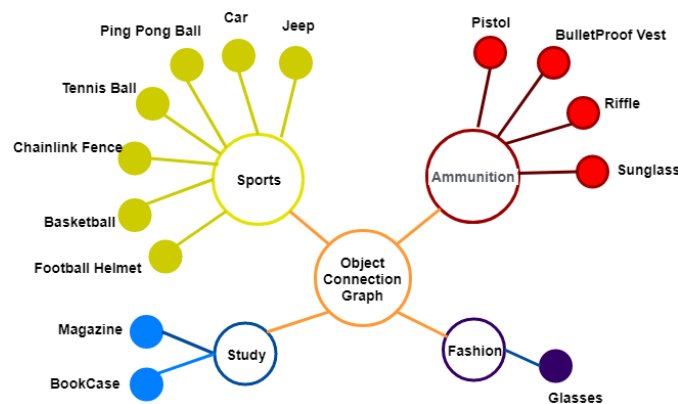 Car
Jeep
Ping Pong Ball
Tennis Ball
Chainlink Fence
Basketball
Football Helmet
Sports
Pistol
BulletProof Vest
Riffle
Sunglass
Ammunition
Object
Connection
Graph
Magazine
BookCase
Study
Fashion
Glasses